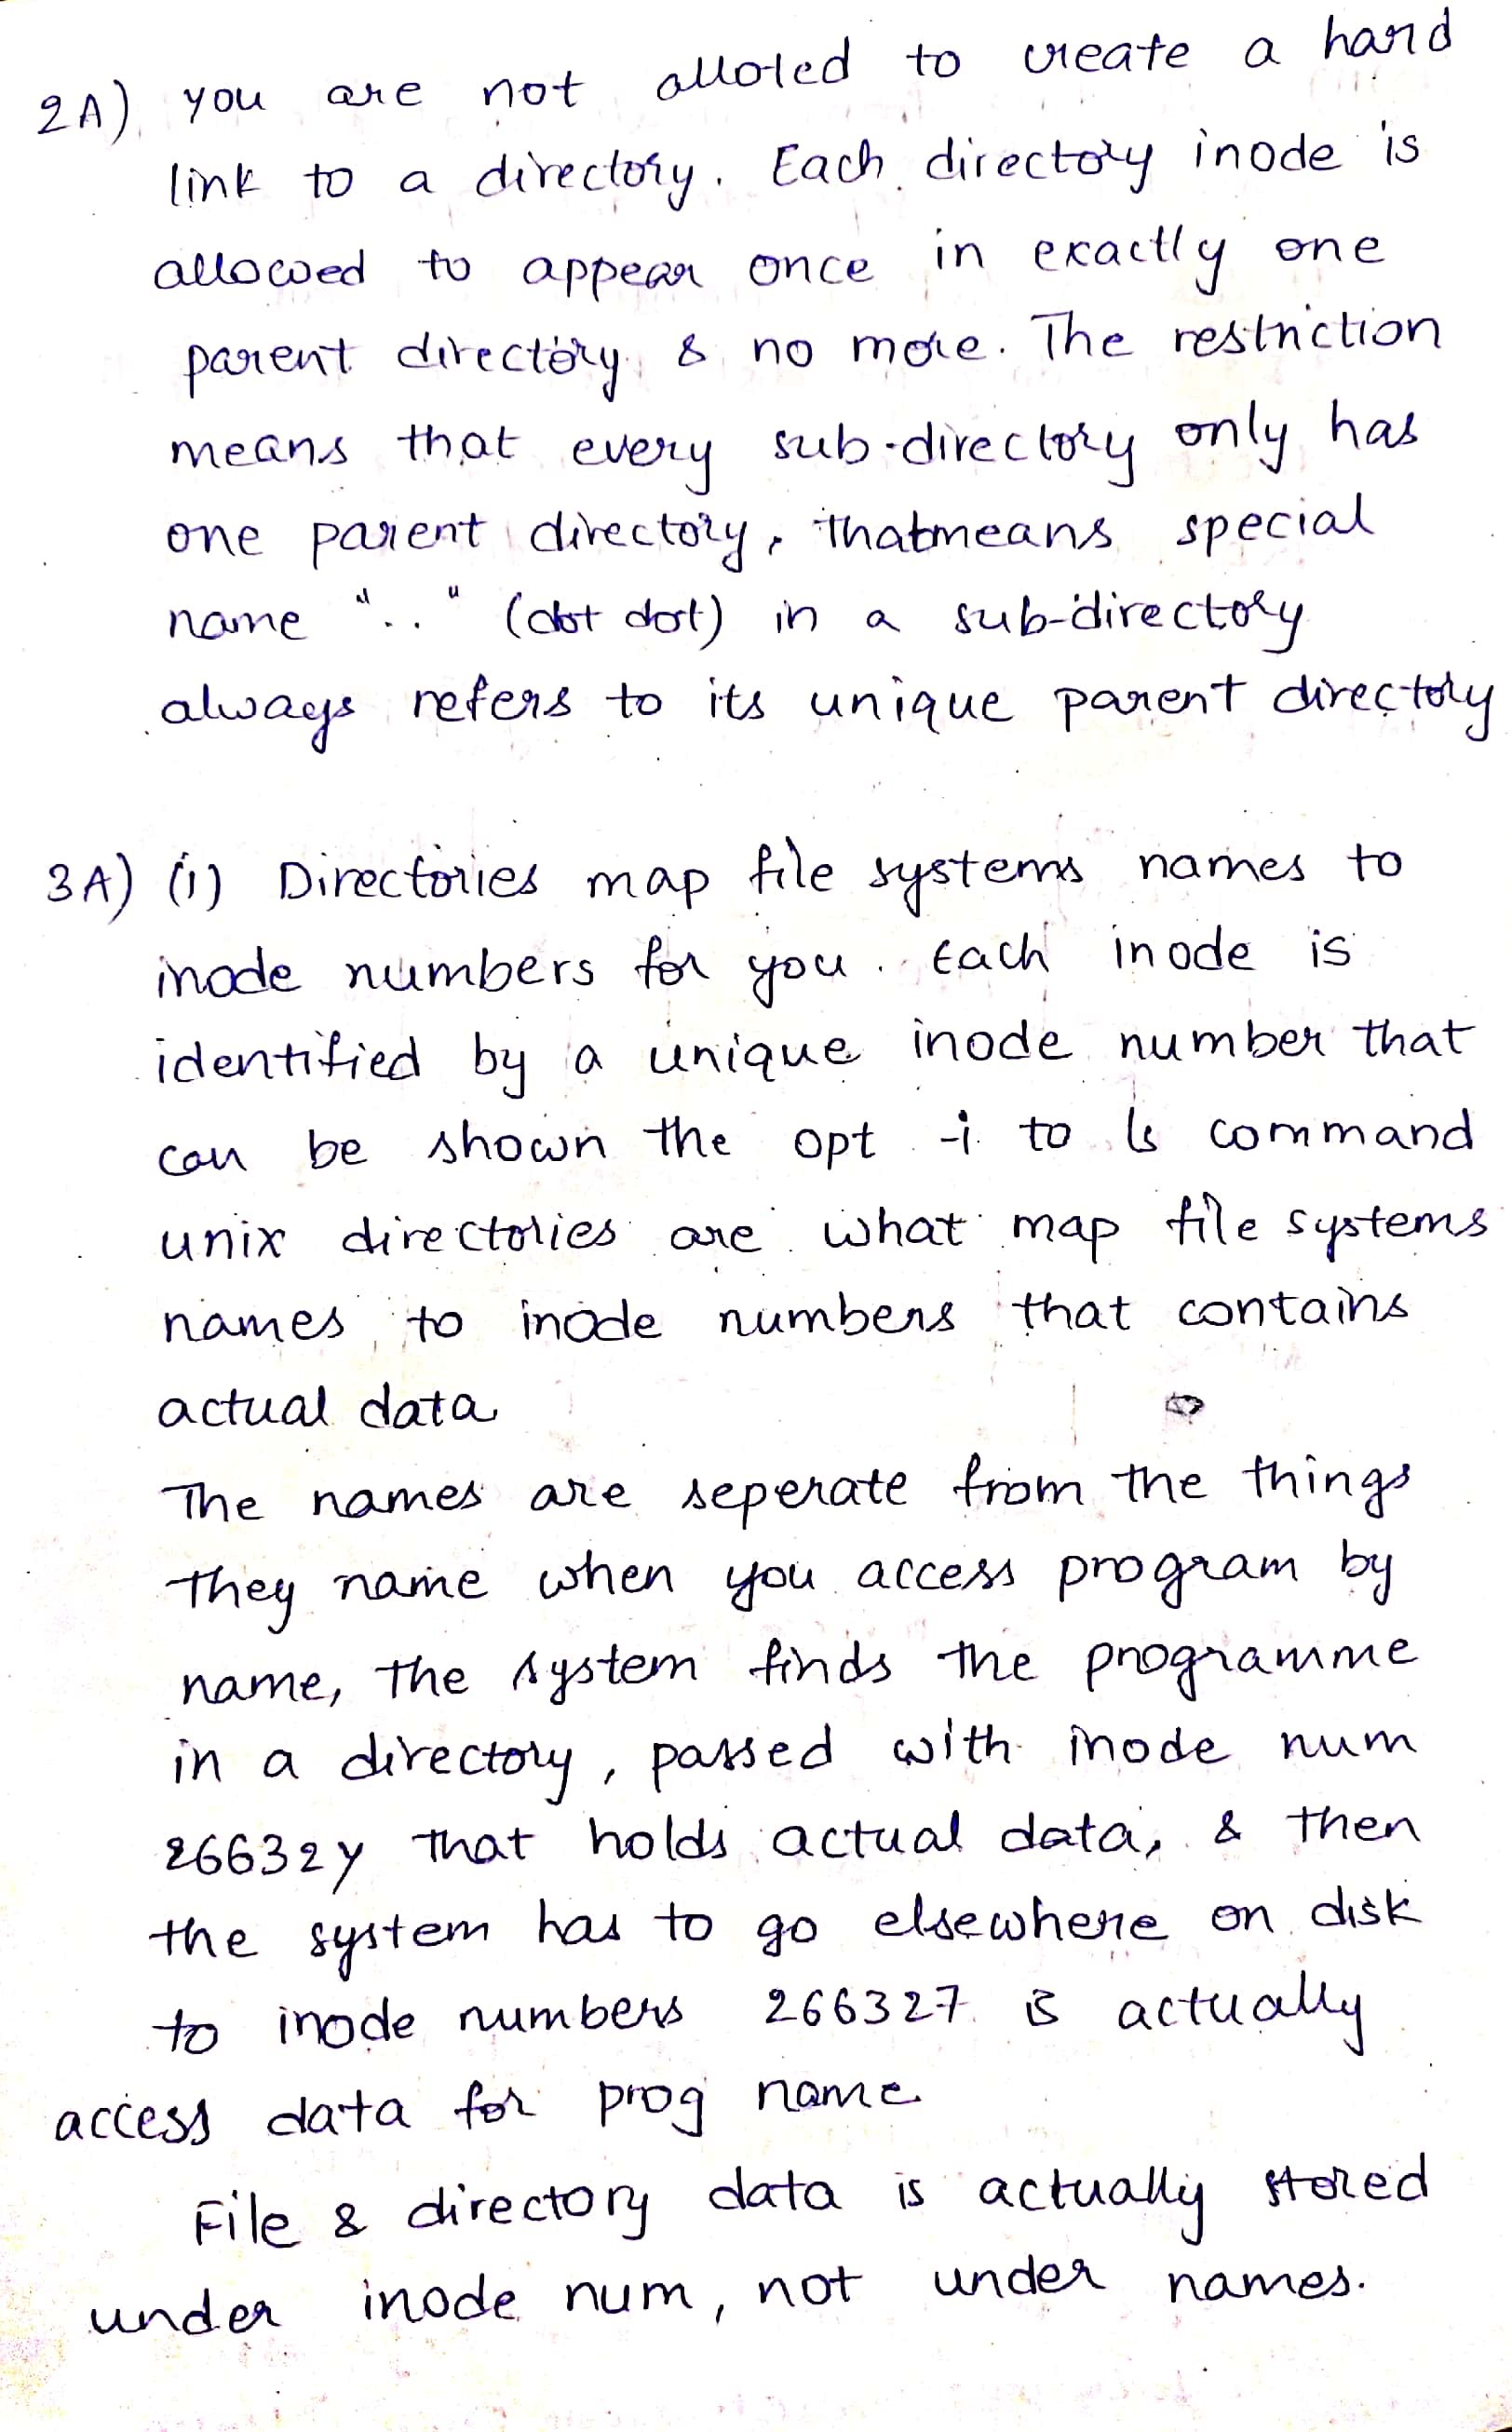 2A) you are not alloted to create a hard
link to a directory. Each directory inode is
allowed to appear once in exactly one
parent directory & no more. The restriction
means that every sub-directory only has
one parent directory, thatmeans special
name ".." (dot dot) in a sub-directory
always refers to its unique parent directory
3A) (i) Directories map file systems names to
inode numbers for you. Each inode is
identified by a unique inode number that
can be shown the opt -i to ls command
unix directories are what map file systems
names to inode numbers that contains
actual data
The names are seperate from the things
they name when you access program by
name, the system finds the programme
in a directory, passed with inode num
26632y that holds actual data, & then
the system has to go elsewhere on disk
to inode numbers 266327 is actually
access data for prog name
File & directory data is actually stored
under inode num, not under names.